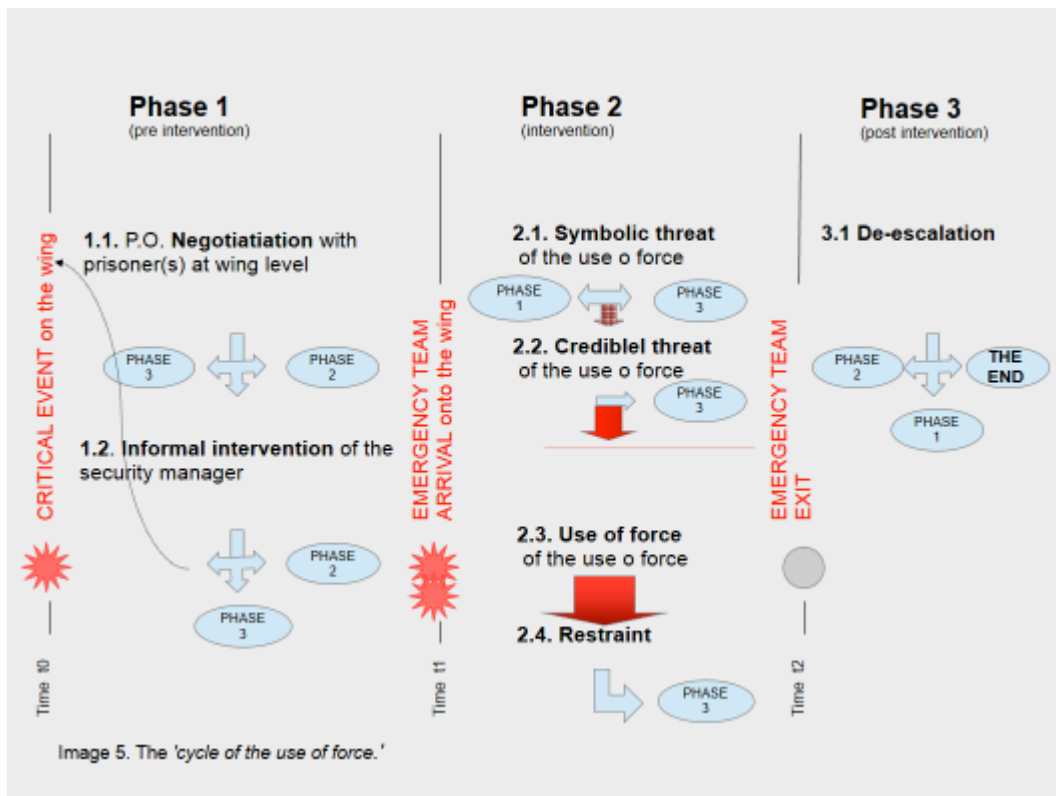 Phase 1
(pre intervention)
Phase 2
(intervention)
Phase 3
(post intervention)
CRITICAL EVENT on the wing
1.1. P.O. Negotiatiation with
prisoner(s) at wing level
PHASE
3
PHASE
2
1.2. Informal intervention of the
security manager
PHASE
2
PHASE
3
Time t0
EMERGENCY TEAM
ARRIVAL onto the wing
2.1. Symbolic threat
of the use o force
PHASE
1
PHASE
3
2.2. Crediblel threat
of the use o force
PHASE
3
2.3. Use of force
of the use o force
2.4. Restraint
PHASE
3
Time t1
EMERGENCY TEAM
EXIT
3.1 De-escalation
PHASE
2
THE
END
PHASE
1
Time t2
Image 5. The 'cycle of the use of force.'